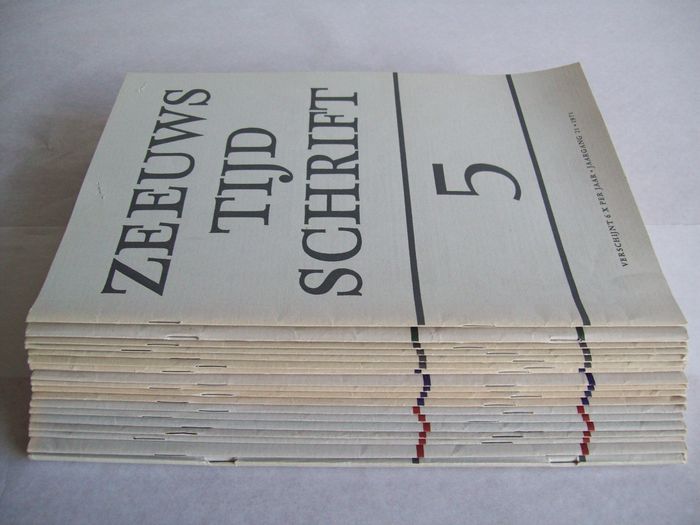 ZEEUWS
TIJD
SCHRIFT
5
VERSCHIJNT 6 X PER JAAR • JAARGANG 21 • 1971